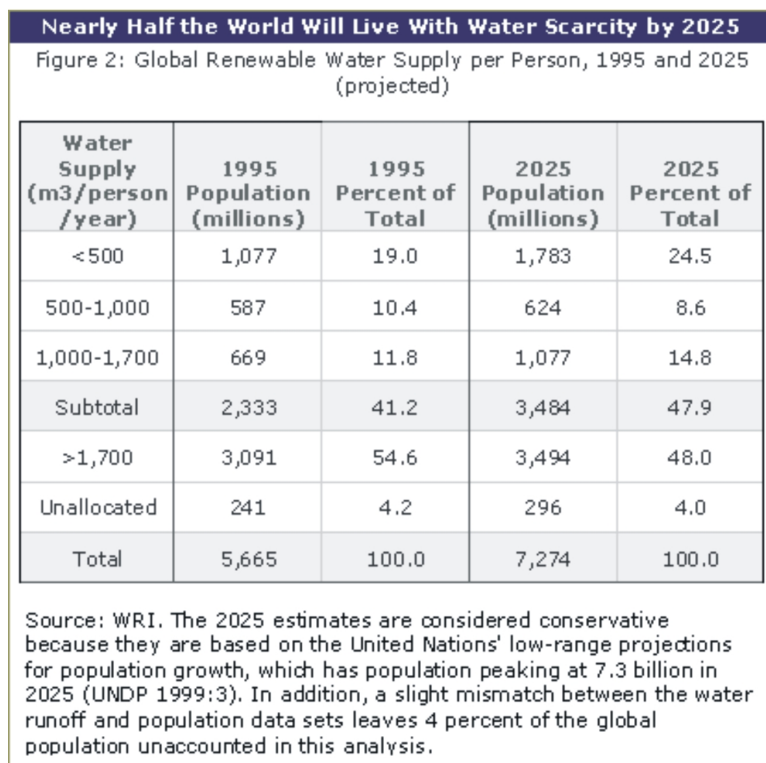 Nearly Half the World Will Live With Water Scarcity by 2025
Figure 2: Global Renewable Water Supply per Person, 1995 and 2025
(projected)
Water Supply (m3/person/year) 1995 Population (millions) 1995 Percent of Total 2025 Population (millions) 2025 Percent of Total
<500 1,077 19.0 1,783 24.5
500-1,000 587 10.4 624 8.6
1,000-1,700 669 11.8 1,077 14.8
Subtotal 2,333 41.2 3,484 47.9
>1,700 3,091 54.6 3,494 48.0
Unallocated 241 4.2 296 4.0
Total 5,665 100.0 7,274 100.0
Source: WRI. The 2025 estimates are considered conservative
because they are based on the United Nations' low-range projections
for population growth, which has population peaking at 7.3 billion in
2025 (UNDP 1999:3). In addition, a slight mismatch between the water
runoff and population data sets leaves 4 percent of the global
population unaccounted in this analysis.